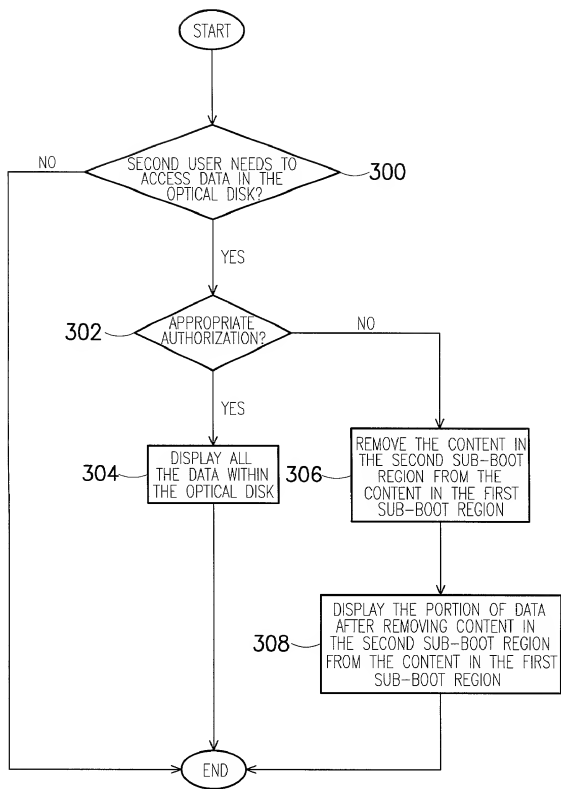 START
NO
SECOND USER NEEDS TO
ACCESS DATA IN THE
OPTICAL DISK?
300
YES
302
APPROPRIATE
AUTHORIZATION?
NO
YES
304
DISPLAY ALL
THE DATA WITHIN
THE OPTICAL DISK
306
REMOVE THE CONTENT IN
THE SECOND SUB-BOOT
REGION FROM THE
CONTENT IN THE FIRST
SUB-BOOT REGION
308
DISPLAY THE PORTION OF DATA
AFTER REMOVING CONTENT IN
THE SECOND SUB-BOOT REGION
FROM THE CONTENT IN THE FIRST
SUB-BOOT REGION
END